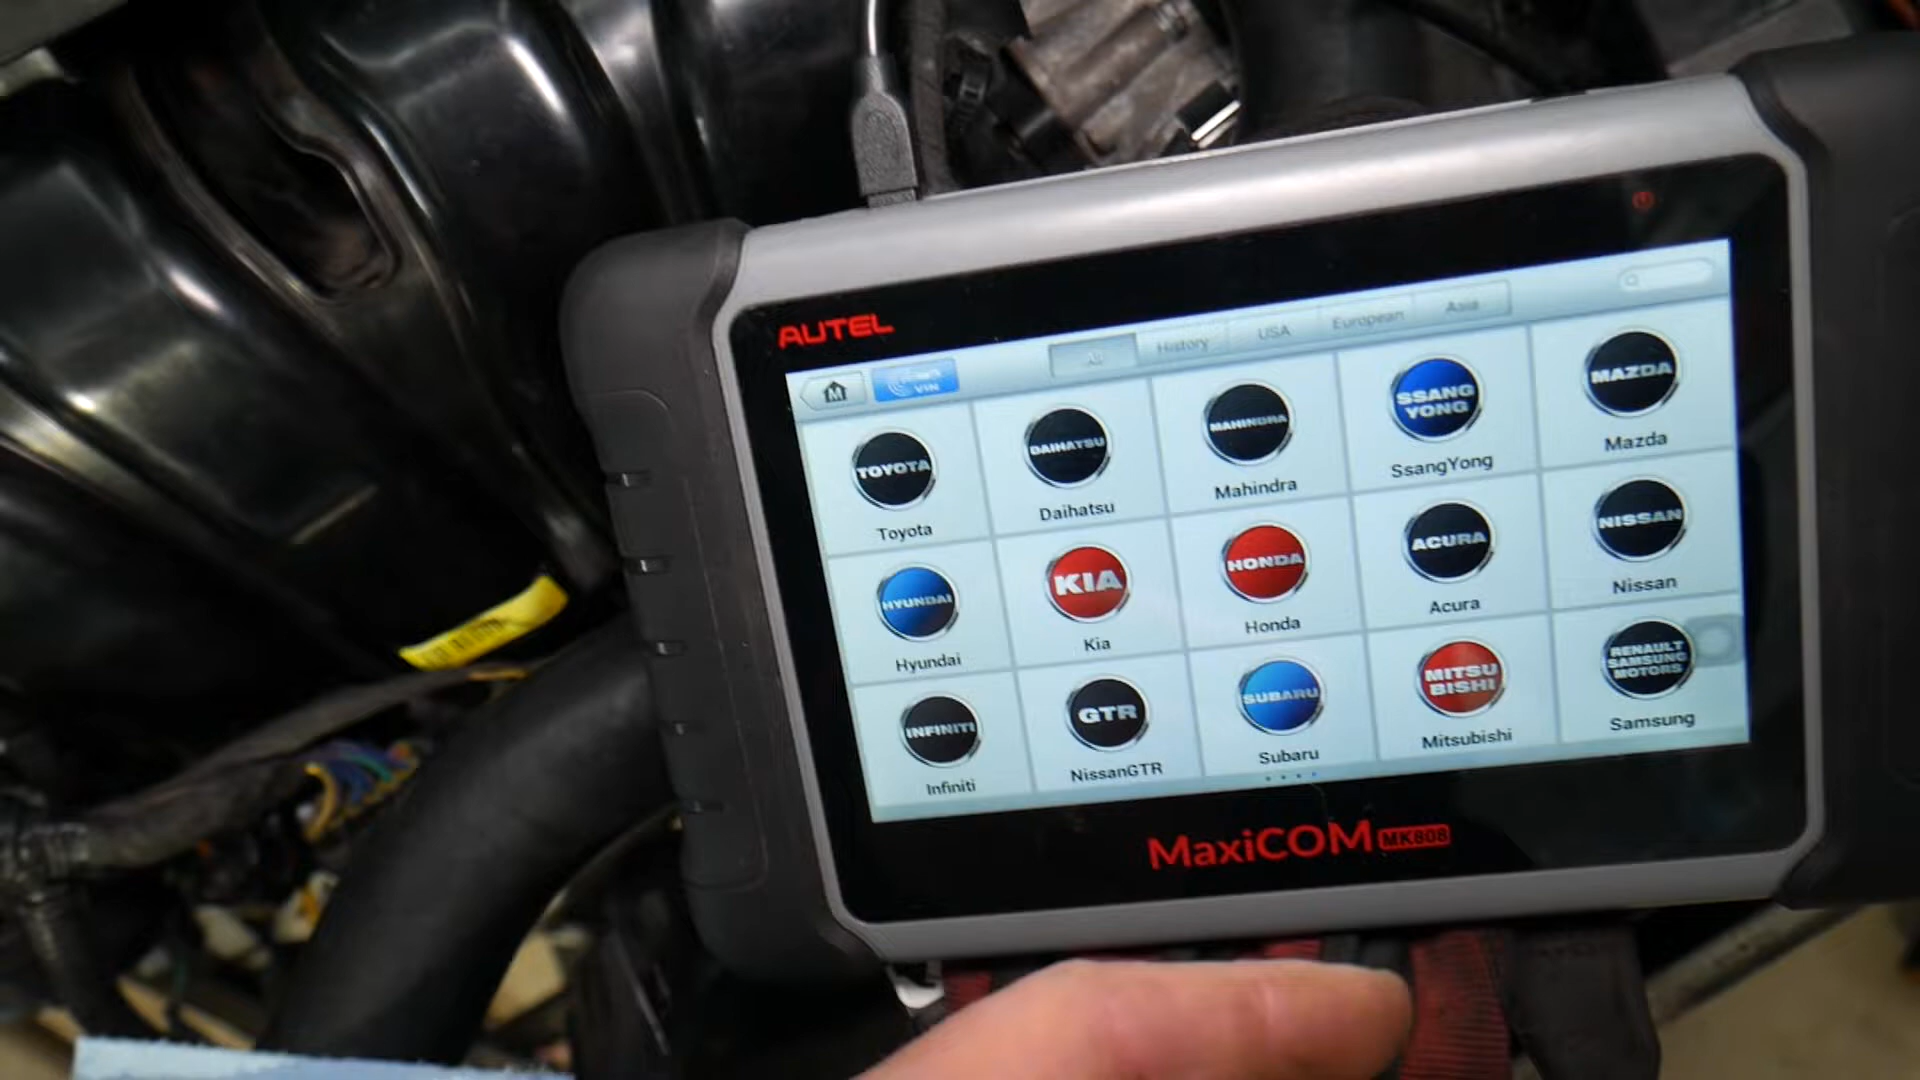 AUTEL
VIN
All History USA European Asia
TOYOTA DAIHATSU MAHINDRA SSANG YONG MAZDA
Toyota Daihatsu Mahindra SsangYong Mazda
HYUNDAI KIA HONDA ACURA NISSAN
Hyundai Kia Honda Acura Nissan
INFINITI GTR SUBARU MITSU BISHI RENAULT SAMSUNG MOTORS
Infiniti NissanGTR Subaru Mitsubishi Samsung
MaxiCOM MK808